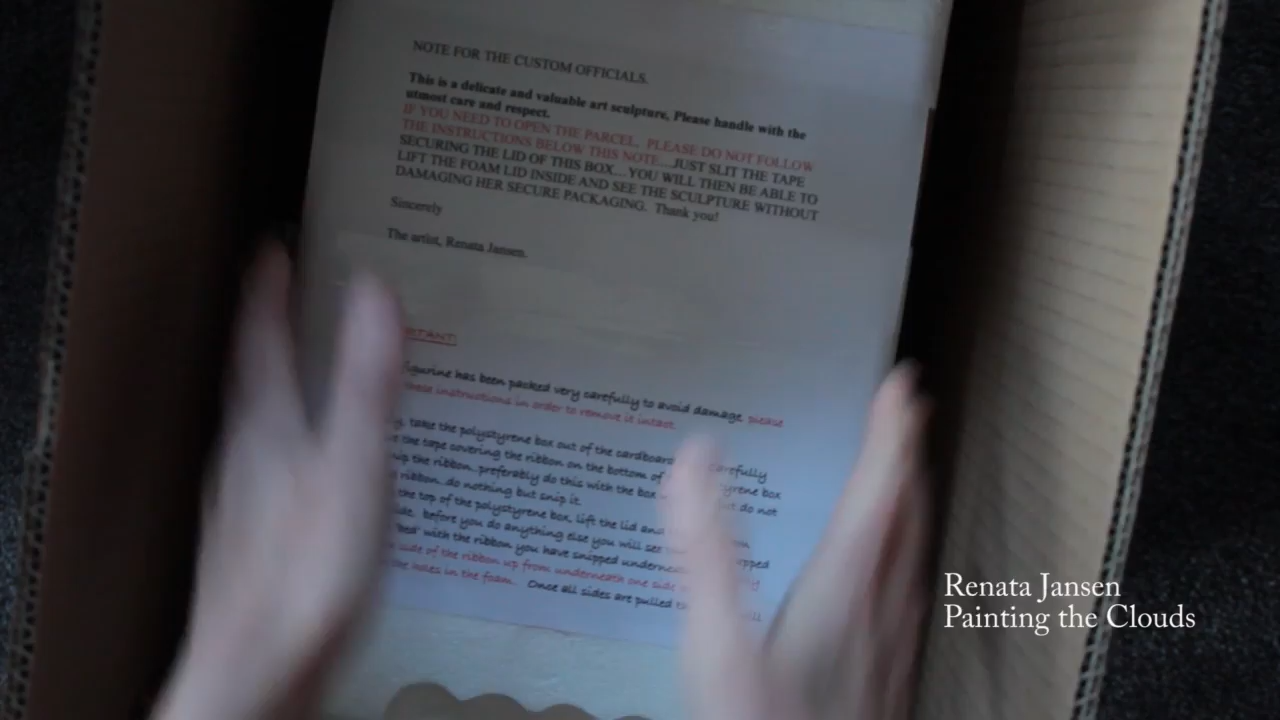 NOTE FOR THE CUSTOM OFFICIALS.
This is a delicate and valuable art sculpture, Please handle with the
utmost care and respect.
IF YOU NEED TO OPEN THE PARCEL, PLEASE DO NOT FOLLOW
THE INSTRUCTIONS BELOW THIS NOTE....JUST SLIT THE TAPE
SECURING THE LID OF THIS BOX... YOU WILL THEN BE ABLE TO
LIFT THE FOAM LID INSIDE AND SEE THE SCULPTURE WITHOUT
DAMAGING HER SECURE PACKAGING. Thank you!
Sincerely
The artist, Renata Jansen.
figurine has been packed very carefully to avoid damage, please
these instructions in order to remove it intact.
take the polystyrene box out of the carefully
the tape covering the ribbon on the bottom of box
the ribbon...preferably do this with the box but do not
ribbon...do nothing but snip it.
the top of the polystyrene box, lift the lid and
before you do anything else you will see
with the ribbon you have snipped
side of the ribbon up from underneath one side
the holes in the foam. Once all sides are pulled
Renata Jansen
Painting the Clouds